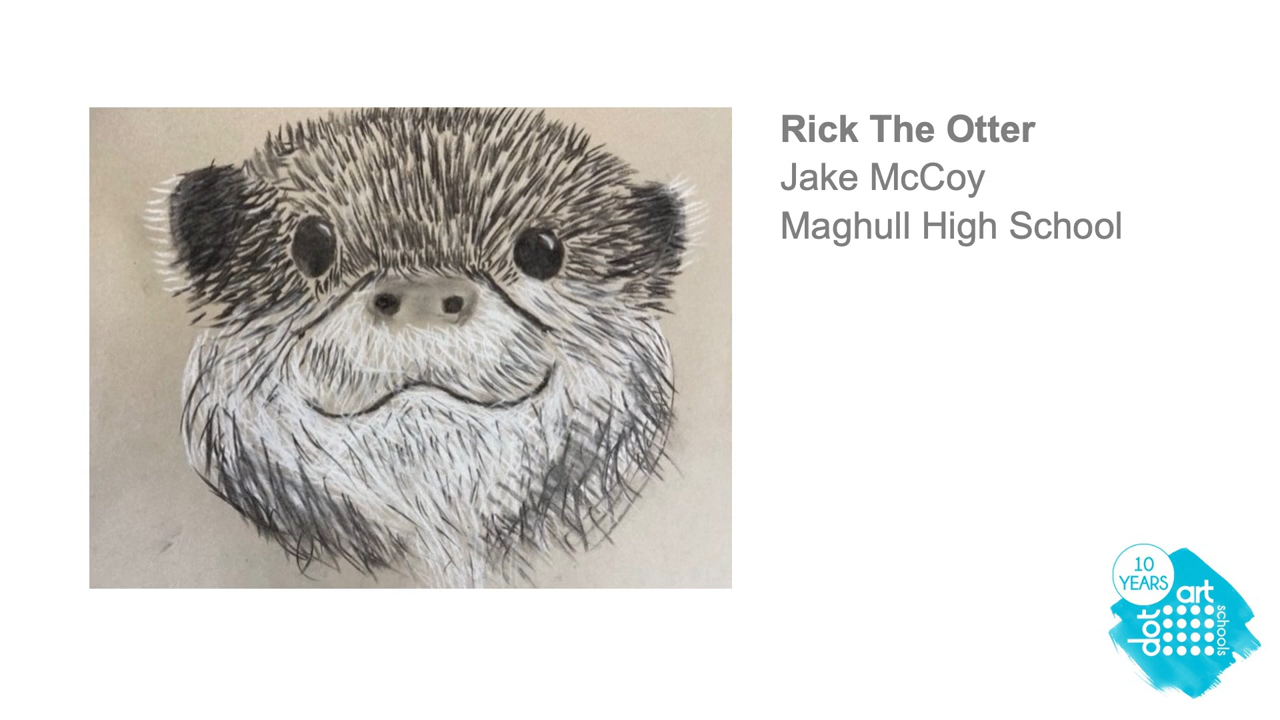 Rick The Otter
Jake McCoy
Maghull High School
10
YEARS
dot
art
schools